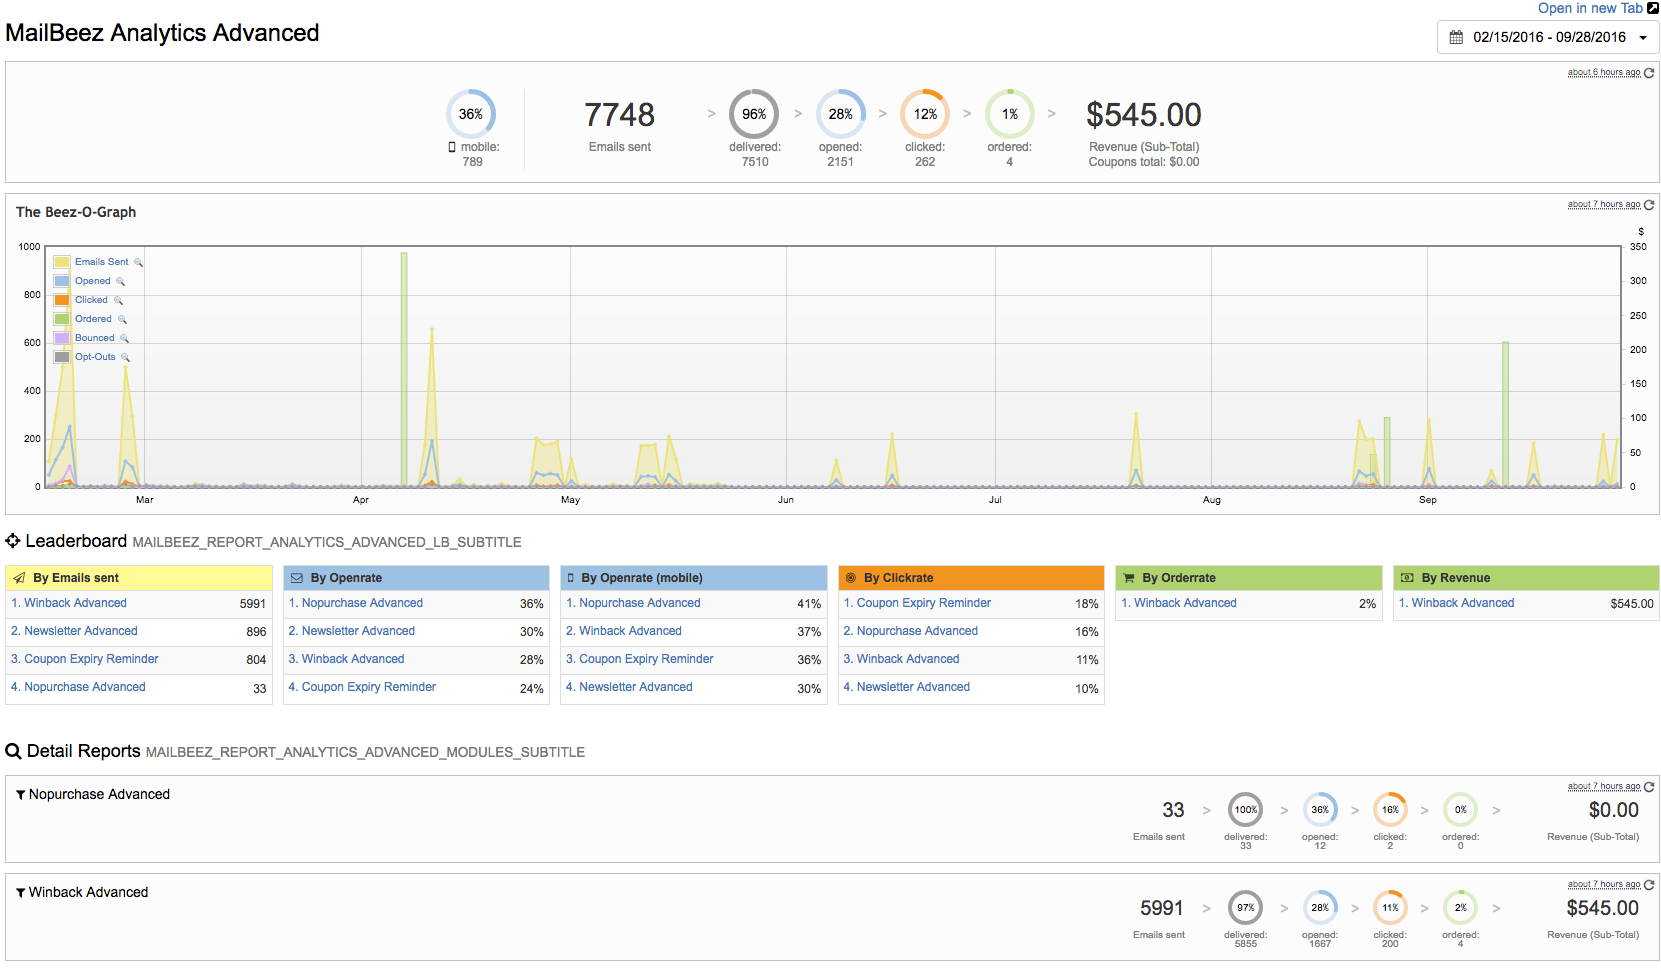 Open in new Tab
MailBeez Analytics Advanced
02/15/2016 - 09/28/2016
about 6 hours ago
36%
mobile:
789
7748
Emails sent
>
96%
delivered:
7510
>
28%
opened:
2151
>
12%
clicked:
262
>
1%
ordered:
4
>
$545.00
Revenue (Sub-Total)
Coupons total: $0.00
The Beez-O-Graph
about 7 hours ago
$
1000
800
600
400
200
0
Emails Sent
Opened
Clicked
Ordered
Bounced
Opt-Outs
350
300
250
200
150
100
50
0
Mar Apr May Jun Jul Aug Sep
Leaderboard MAILBEEZ_REPORT_ANALYTICS_ADVANCED_LB_SUBTITLE
By Emails sent
1. Winback Advanced 5991
2. Newsletter Advanced 896
3. Coupon Expiry Reminder 804
4. Nopurchase Advanced 33
By Openrate
1. Nopurchase Advanced 36%
2. Newsletter Advanced 30%
3. Winback Advanced 28%
4. Coupon Expiry Reminder 24%
By Openrate (mobile)
1. Nopurchase Advanced 41%
2. Winback Advanced 37%
3. Coupon Expiry Reminder 36%
4. Newsletter Advanced 30%
By Clickrate
1. Coupon Expiry Reminder 18%
2. Nopurchase Advanced 16%
3. Winback Advanced 11%
4. Newsletter Advanced 10%
By Orderrate
1. Winback Advanced 2%
By Revenue
1. Winback Advanced $545.00
Detail Reports MAILBEEZ_REPORT_ANALYTICS_ADVANCED_MODULES_SUBTITLE
Nopurchase Advanced
about 7 hours ago
33
Emails sent
>
100%
delivered:
33
>
36%
opened:
12
>
16%
clicked:
2
>
0%
ordered:
0
>
$0.00
Revenue (Sub-Total)
Winback Advanced
about 7 hours ago
5991
Emails sent
>
97%
delivered:
5855
>
28%
opened:
1667
>
11%
clicked:
200
>
2%
ordered:
4
>
$545.00
Revenue (Sub-Total)